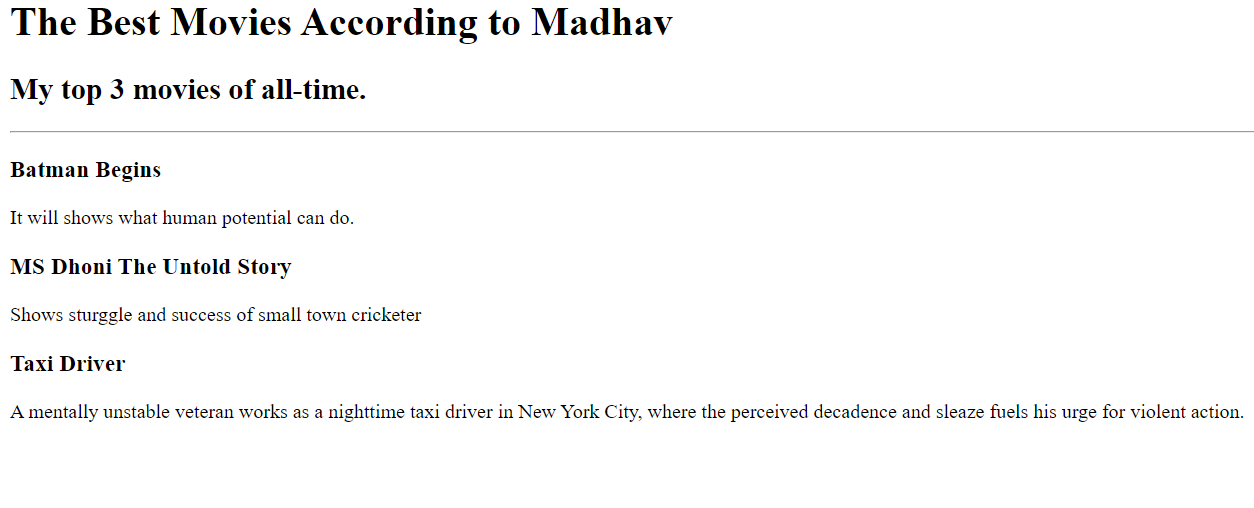 The Best Movies According to Madhav
My top 3 movies of all-time.
Batman Begins
It will shows what human potential can do.
MS Dhoni The Untold Story
Shows sturggle and success of small town cricketer
Taxi Driver
A mentally unstable veteran works as a nighttime taxi driver in New York City, where the perceived decadence and sleaze fuels his urge for violent action.